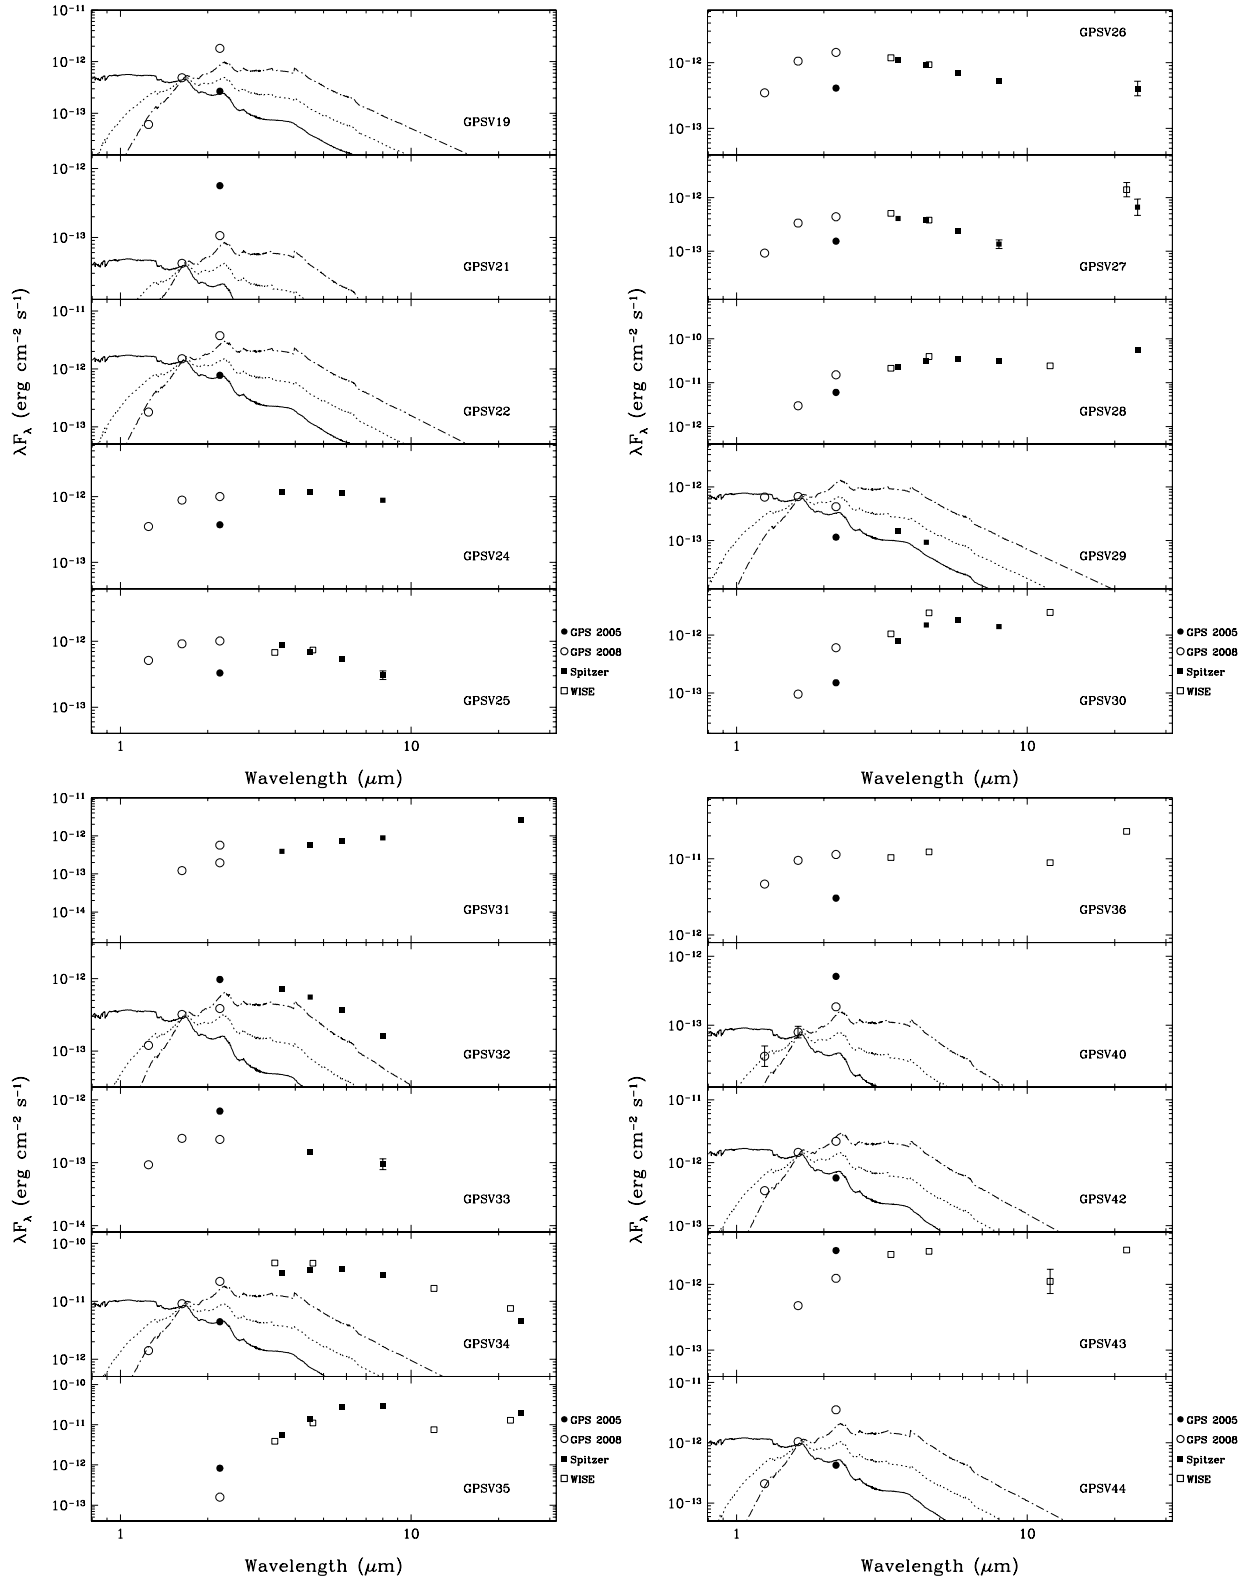 10⁻¹¹
10⁻¹²
10⁻¹³
GPSV19
10⁻¹²
10⁻¹³
GPSV21
10⁻¹¹
10⁻¹²
10⁻¹³
GPSV22
10⁻¹²
10⁻¹³
GPSV24
10⁻¹²
10⁻¹³
GPSV25
λF_λ (erg cm⁻² s⁻¹)
1 10
Wavelength (μm)
GPS 2005
GPS 2008
Spitzer
WISE
GPSV26
10⁻¹²
10⁻¹³
10⁻¹²
10⁻¹³
GPSV27
10⁻¹⁰
10⁻¹¹
10⁻¹²
GPSV28
10⁻¹²
10⁻¹³
GPSV29
10⁻¹²
10⁻¹³
GPSV30
λF_λ (erg cm⁻² s⁻¹)
1 10
Wavelength (μm)
GPS 2005
GPS 2008
Spitzer
WISE
10⁻¹¹
10⁻¹²
10⁻¹³
10⁻¹⁴
GPSV31
10⁻¹²
10⁻¹³
GPSV32
10⁻¹²
10⁻¹³
10⁻¹⁴
GPSV33
10⁻¹⁰
10⁻¹¹
10⁻¹²
GPSV34
10⁻¹⁰
10⁻¹¹
10⁻¹²
10⁻¹³
GPSV35
λF_λ (erg cm⁻² s⁻¹)
1 10
Wavelength (μm)
GPS 2005
GPS 2008
Spitzer
WISE
10⁻¹¹
10⁻¹²
GPSV36
10⁻¹²
10⁻¹³
GPSV40
10⁻¹¹
10⁻¹²
10⁻¹³
GPSV42
10⁻¹²
10⁻¹³
GPSV43
10⁻¹¹
10⁻¹²
10⁻¹³
GPSV44
λF_λ (erg cm⁻² s⁻¹)
1 10
Wavelength (μm)
GPS 2005
GPS 2008
Spitzer
WISE